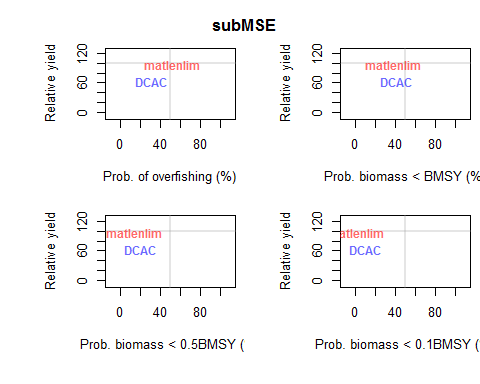 subMSE
Relative yield
0 60 120
matlenlim
DCAC
0 40 80
Prob. of overfishing (%)
Relative yield
0 60 120
matlenlim
DCAC
0 40 80
Prob. biomass < BMSY (%
Relative yield
0 60 120
matlenlim
DCAC
0 40 80
Prob. biomass < 0.5BMSY (
Relative yield
0 60 120
atlenlim
DCAC
0 40 80
Prob. biomass < 0.1BMSY (